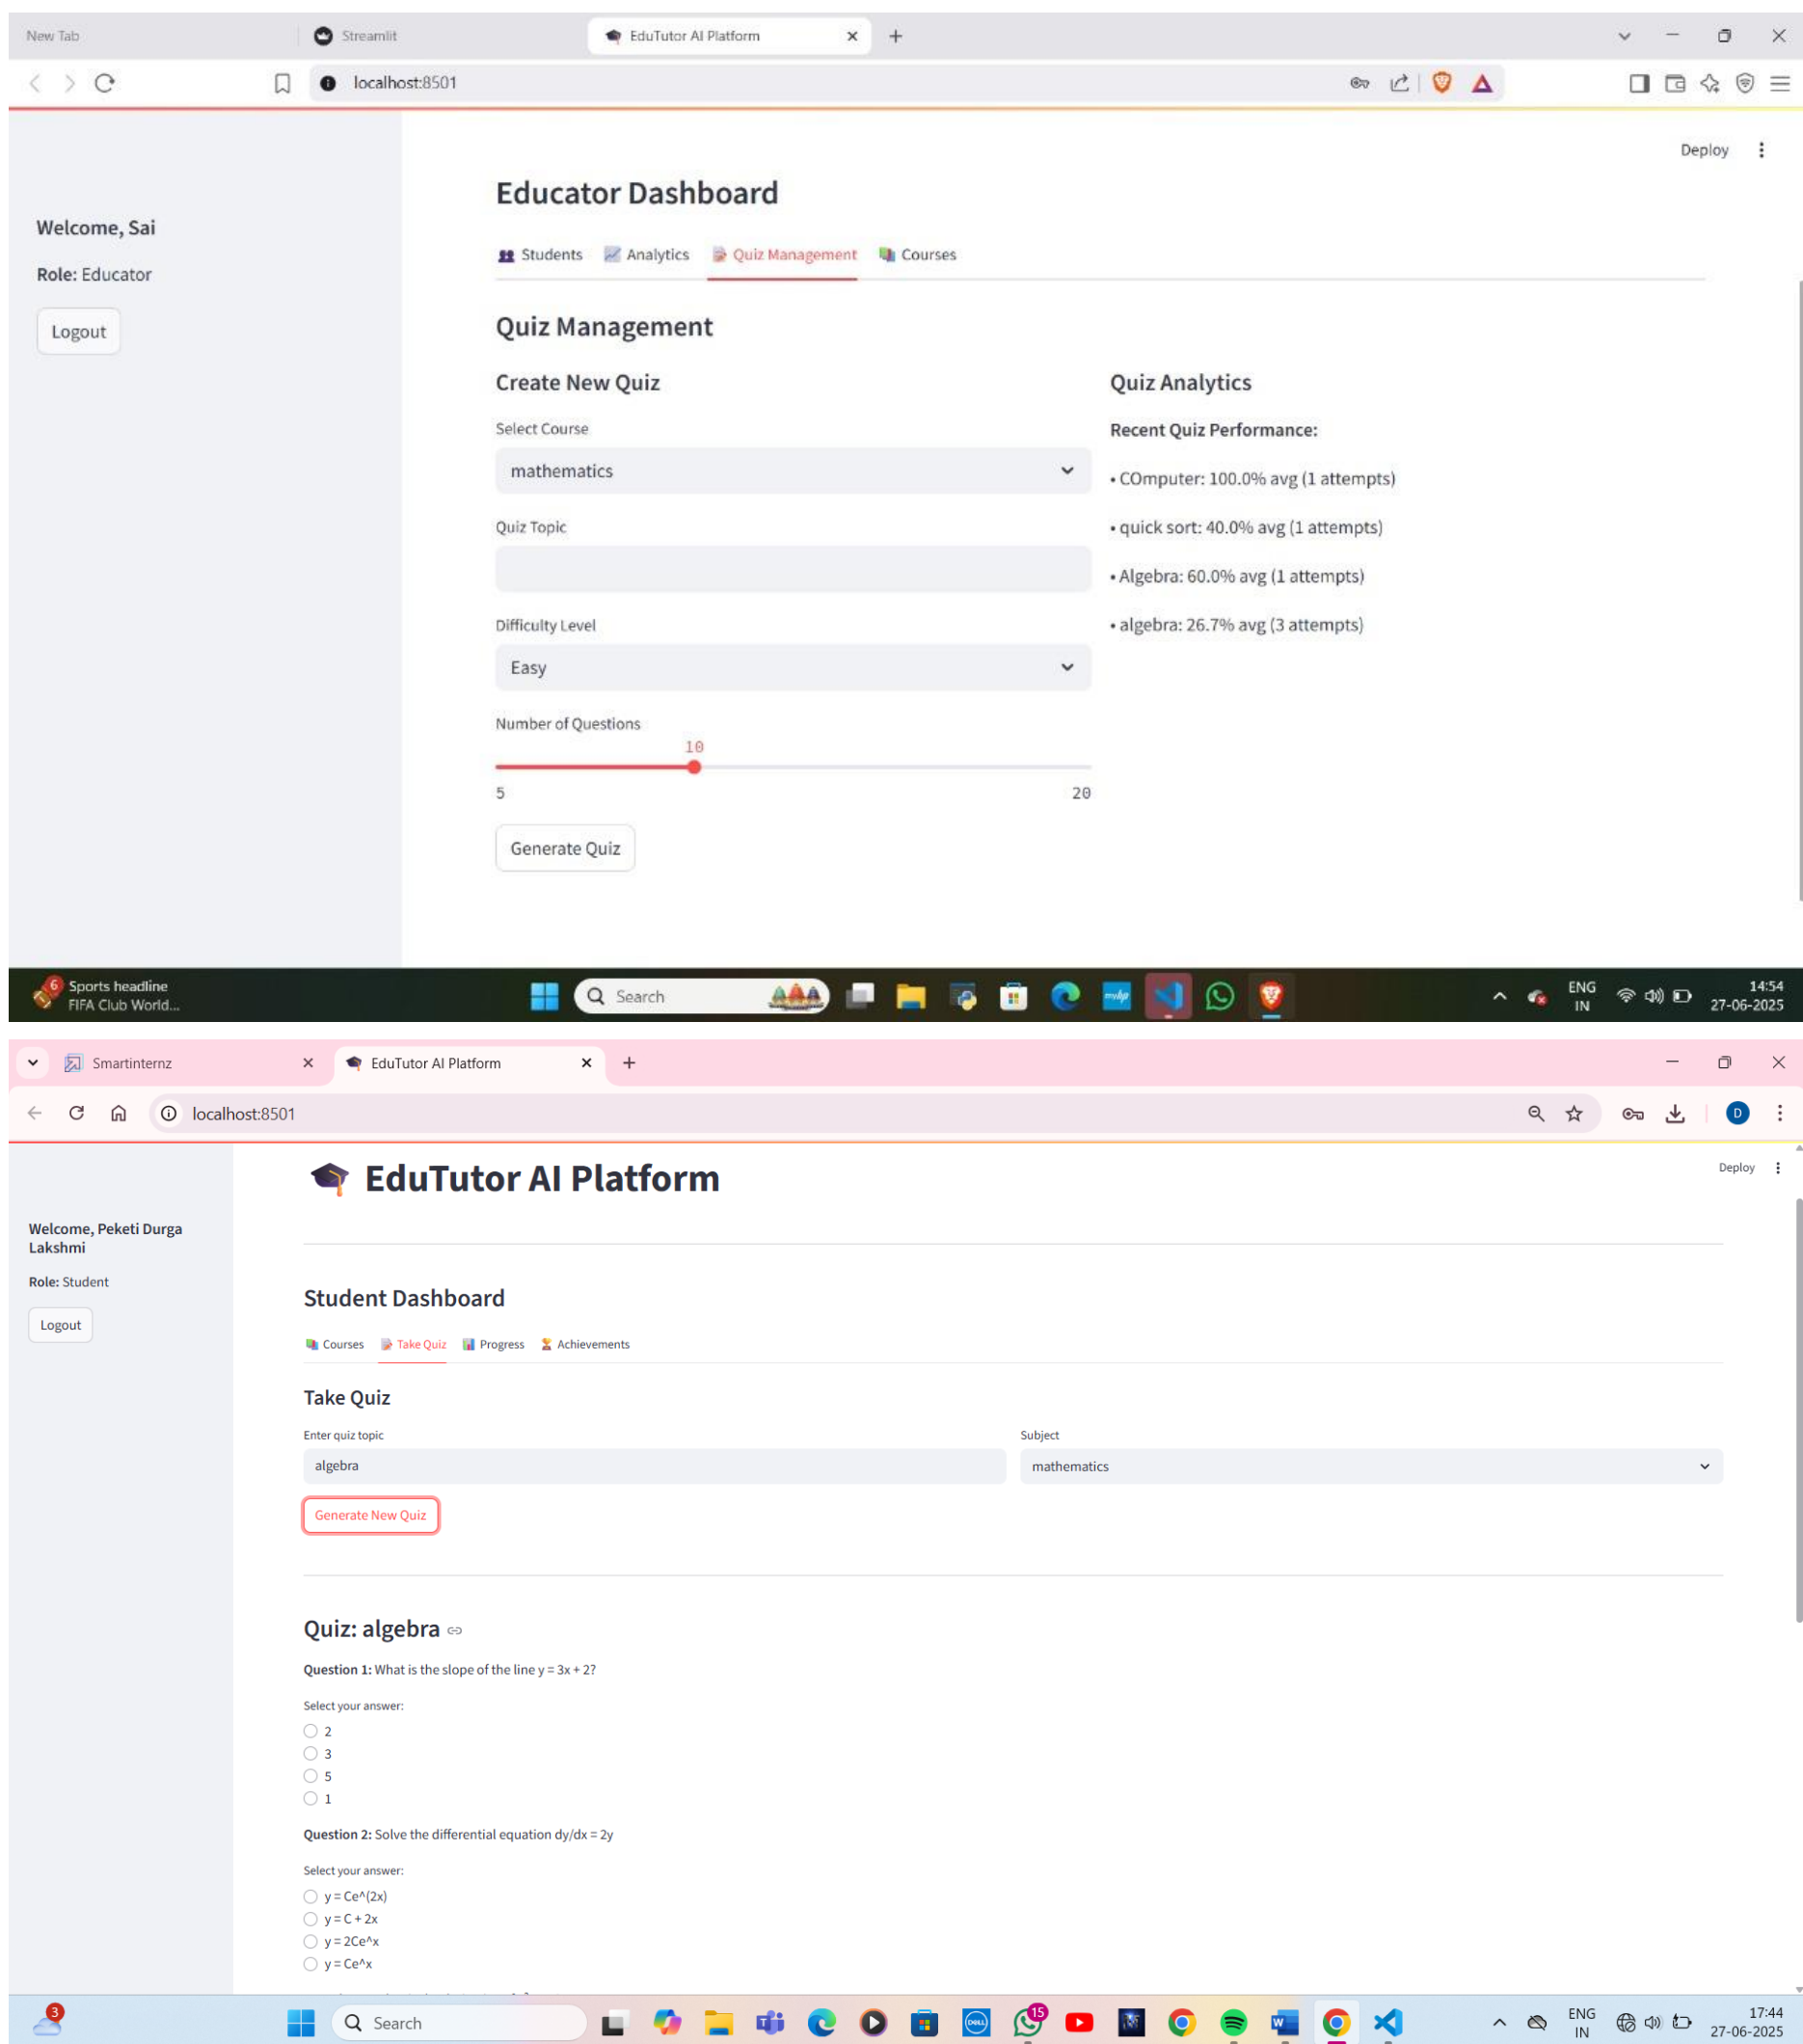 New Tab
Streamlit
EduTutor AI Platform
localhost:8501
Deploy
Welcome, Sai
Role: Educator
Logout
Educator Dashboard
Students
Analytics
Quiz Management
Courses
Quiz Management
Create New Quiz
Select Course
mathematics
Quiz Topic
Difficulty Level
Easy
Number of Questions
10
5
20
Generate Quiz
Quiz Analytics
Recent Quiz Performance:
• COmputer: 100.0% avg (1 attempts)
• quick sort: 40.0% avg (1 attempts)
• Algebra: 60.0% avg (1 attempts)
• algebra: 26.7% avg (3 attempts)
6
Sports headline
FIFA Club World...
Search
myhp
ENG
IN
14:54
27-06-2025
Smartinternz
EduTutor AI Platform
localhost:8501
D
Deploy
Welcome, Peketi Durga
Lakshmi
Role: Student
Logout
EduTutor AI Platform
Student Dashboard
Courses
Take Quiz
Progress
Achievements
Take Quiz
Enter quiz topic
algebra
Subject
mathematics
Generate New Quiz
Quiz: algebra
Question 1: What is the slope of the line y = 3x + 2?
Select your answer:
2
3
5
1
Question 2: Solve the differential equation dy/dx = 2y
Select your answer:
y = Ce^(2x)
y = C + 2x
y = 2Ce^x
y = Ce^x
3
Search
DELL
15
ENG
IN
17:44
27-06-2025